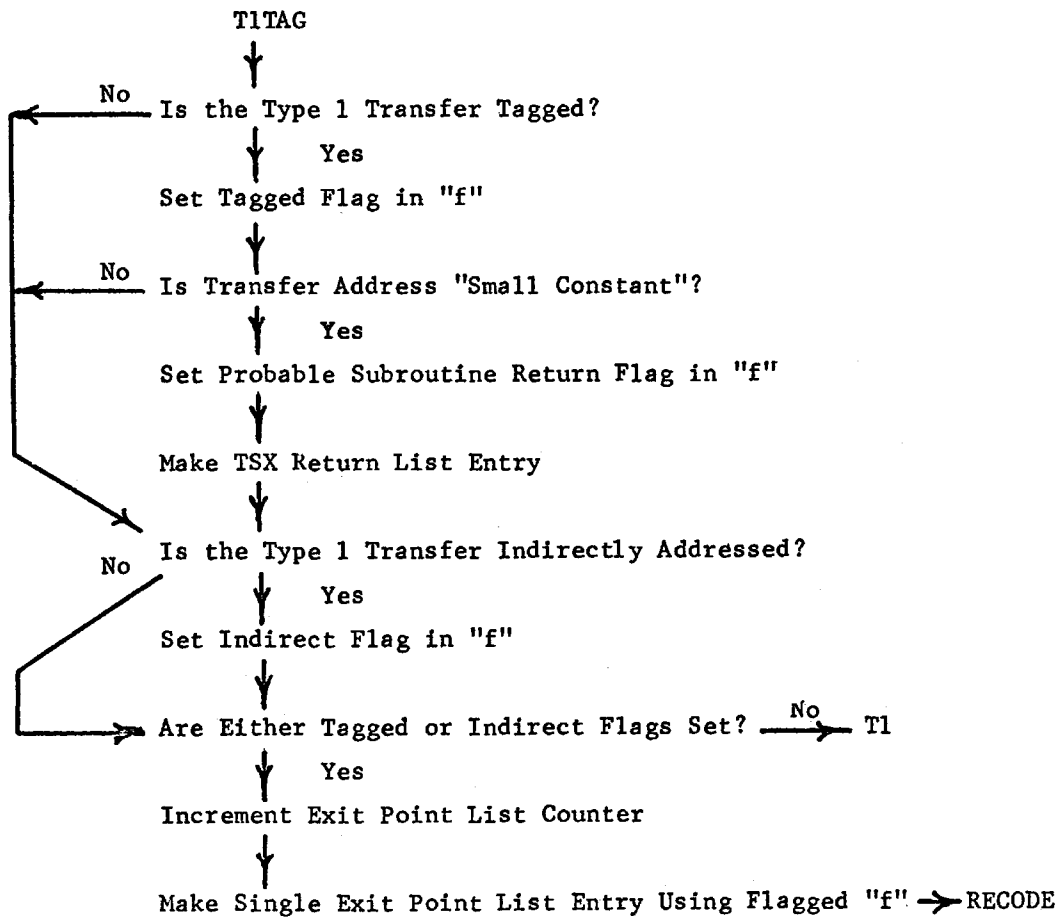 T1TAG
No
Is the Type 1 Transfer Tagged?
Yes
Set Tagged Flag in "f"
No
Is Transfer Address "Small Constant"?
Yes
Set Probable Subroutine Return Flag in "f"
Make TSX Return List Entry
Is the Type 1 Transfer Indirectly Addressed?
No
Yes
Set Indirect Flag in "f"
Are Either Tagged or Indirect Flags Set? No T1
Yes
Increment Exit Point List Counter
Make Single Exit Point List Entry Using Flagged "f" RECODE